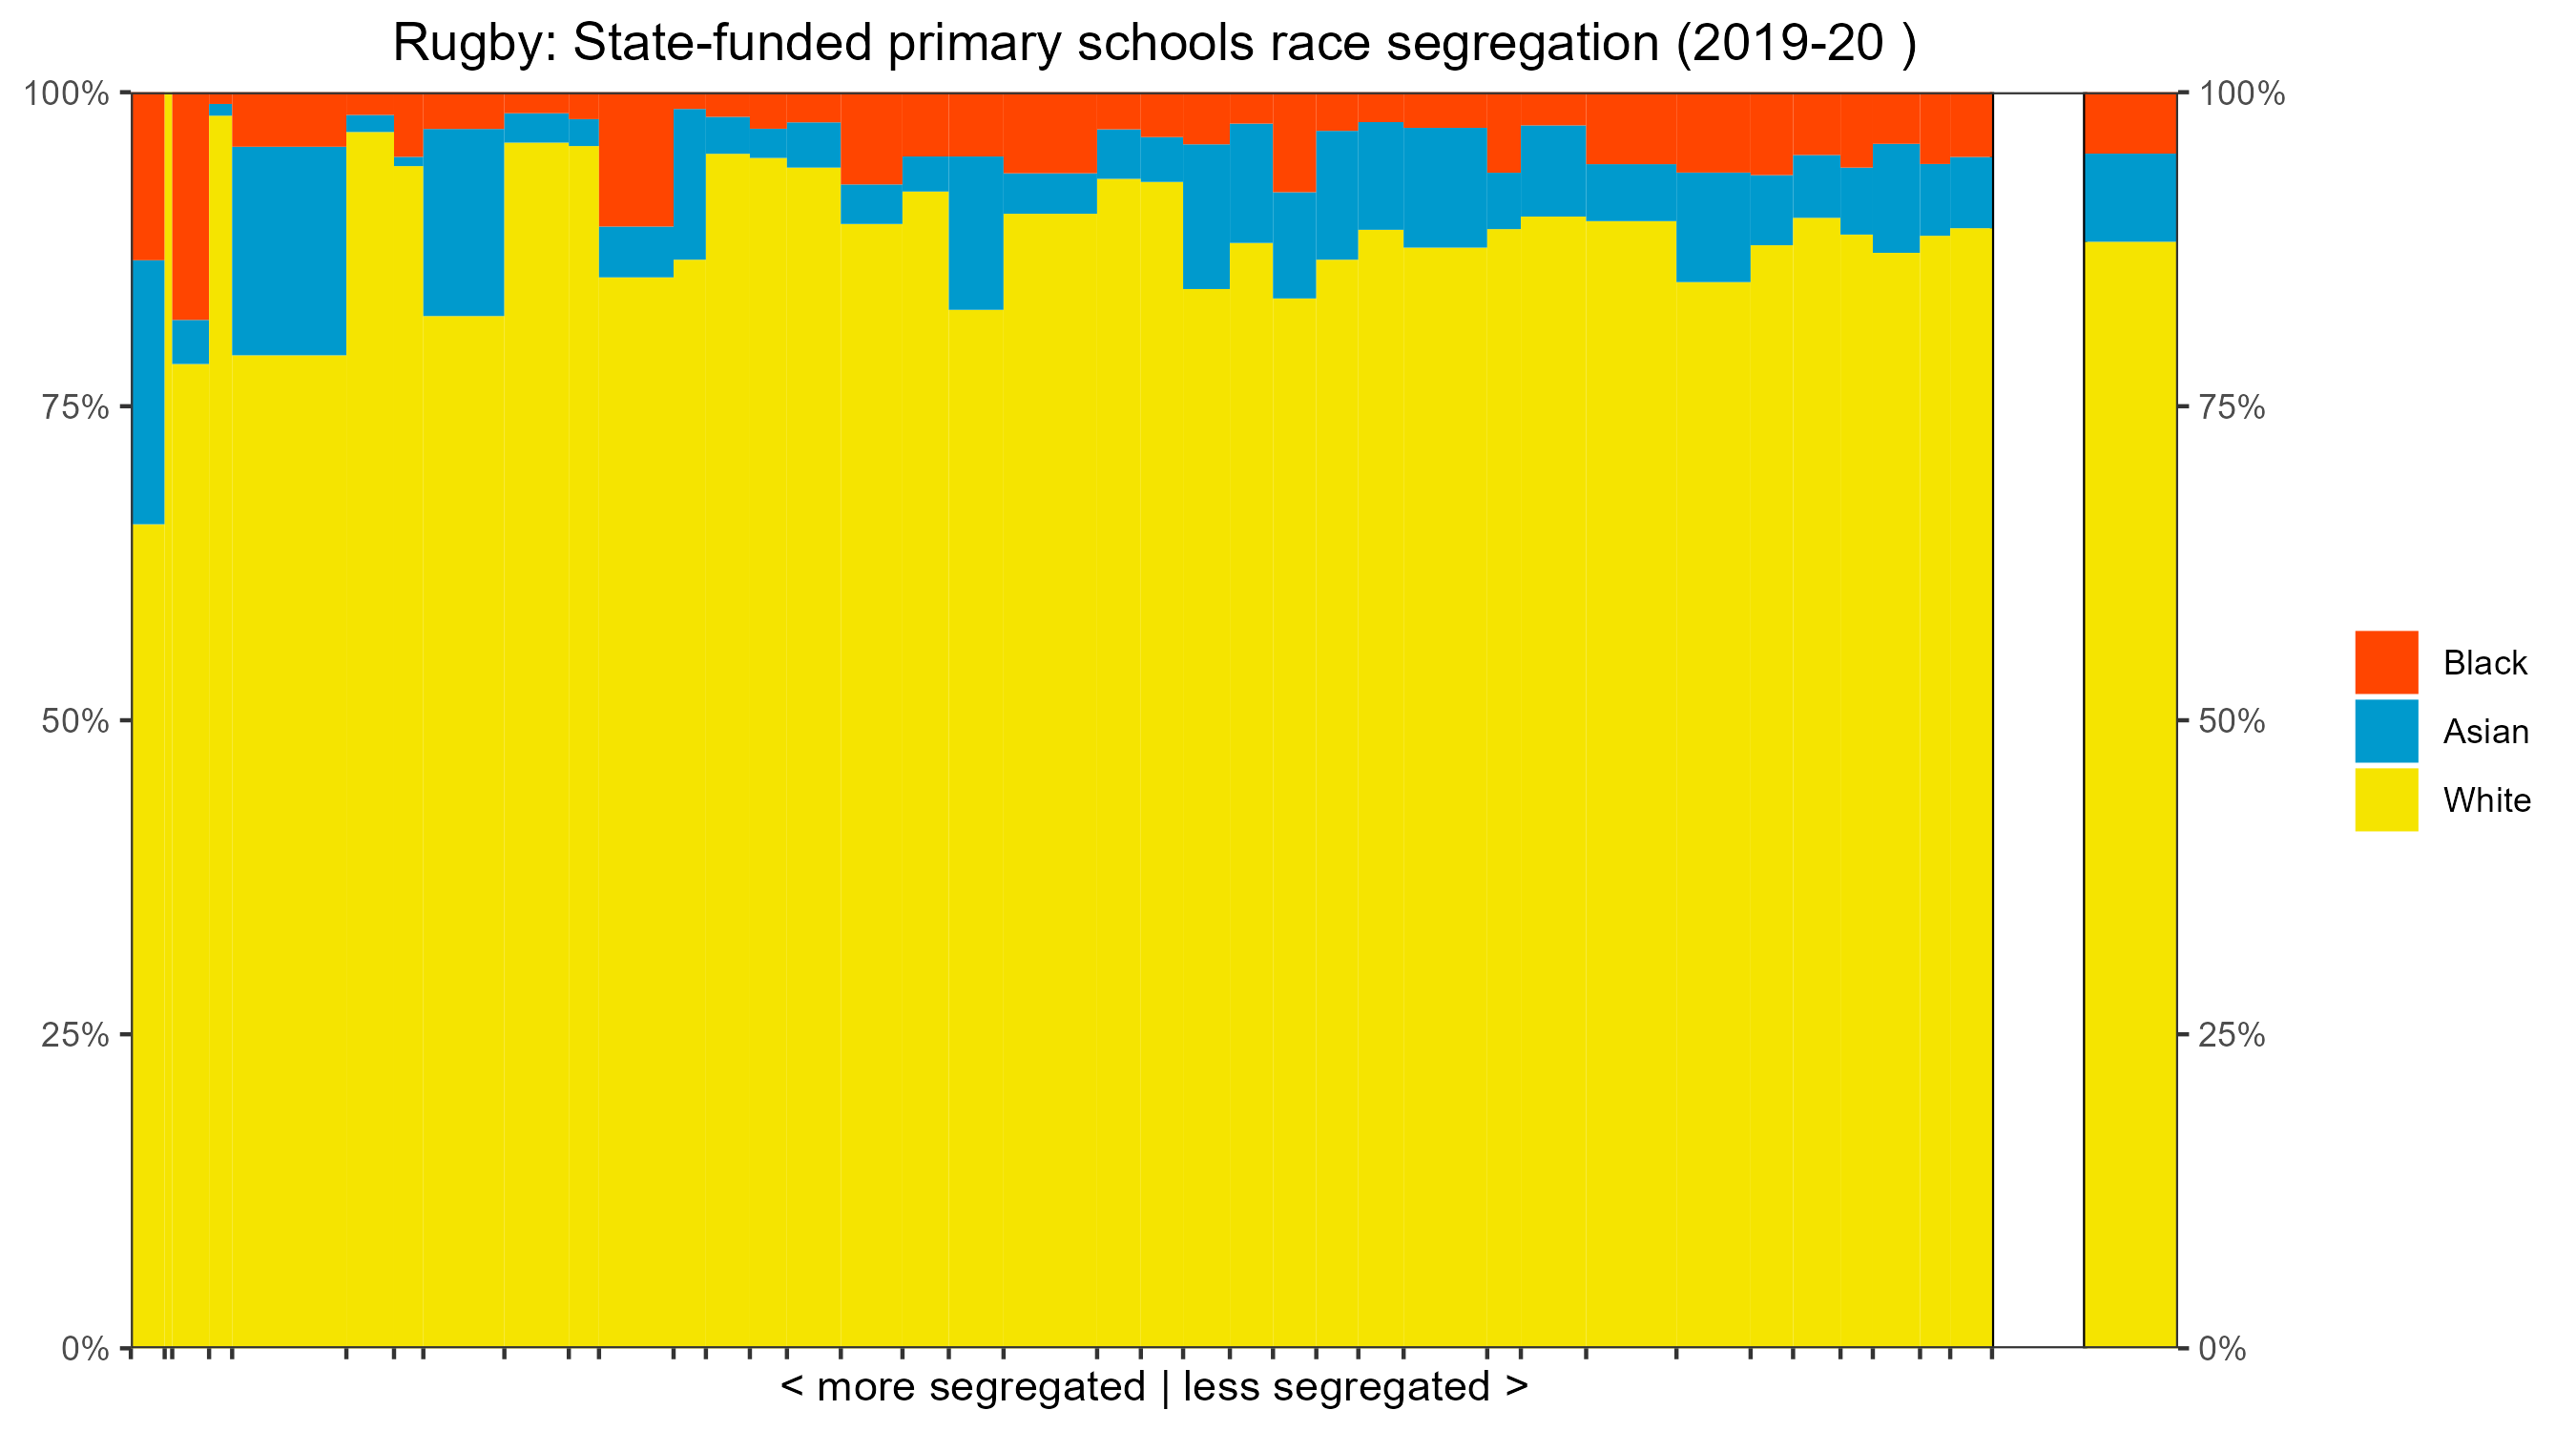 Rugby: State-funded primary schools race segregation (2019-20 )
100%
75%
50%
25%
0%
100%
75%
50%
25%
0%
Black
Asian
White
< more segregated | less segregated >